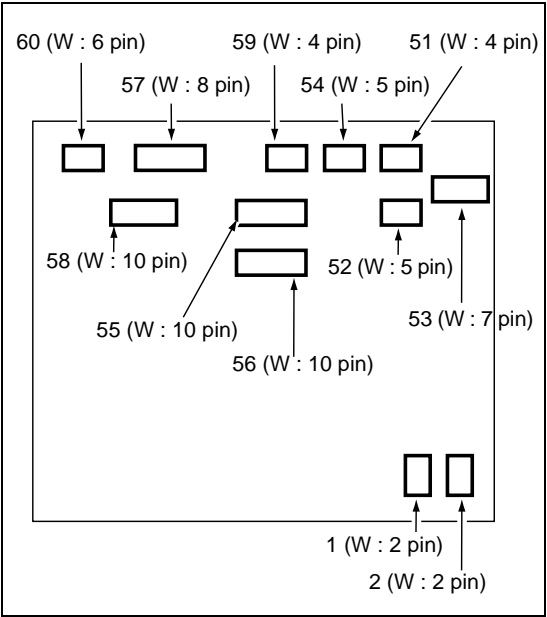 60 (W : 6 pin)
59 (W : 4 pin)
51 (W : 4 pin)
57 (W : 8 pin)
54 (W : 5 pin)
58 (W : 10 pin)
52 (W : 5 pin)
53 (W : 7 pin)
55 (W : 10 pin)
56 (W : 10 pin)
1 (W : 2 pin)
2 (W : 2 pin)